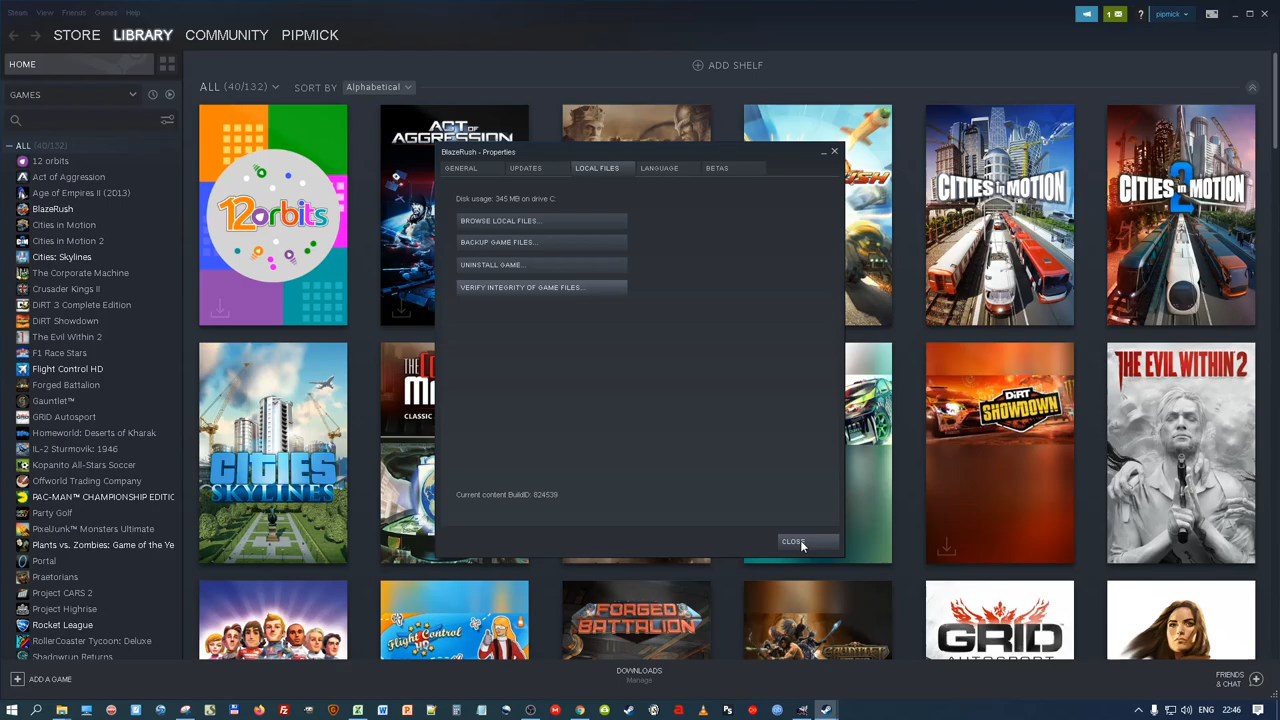 Steam View Friends Games Help
1 ? pipmick
STORE LIBRARY COMMUNITY PIPMICK
HOME
GAMES
ADD SHELF
ALL (40/132) SORT BY Alphabetical
ALL (40/132)
12 orbits
Act of Aggression
Age of Empires II (2013)
BlazeRush
Cities in Motion
Cities in Motion 2
Cities: Skylines
The Corporate Machine
Crusader Kings II
DiRT 3 Complete Edition
DiRT Showdown
The Evil Within 2
F1 Race Stars
Flight Control HD
Forged Battalion
Gauntlet™
GRID Autosport
Homeworld: Deserts of Kharak
IL-2 Sturmovik: 1946
Kopanito All-Stars Soccer
Offworld Trading Company
PAC-MAN™ CHAMPIONSHIP EDITIO
Party Golf
PixelJunk™ Monsters Ultimate
Plants vs. Zombies: Game of the Ye
Portal
Praetorians
Project CARS 2
Project Highrise
Rocket League
RollerCoaster Tycoon: Deluxe
Shadowrun Returns
12orbits
ACT OF
AGGRESSION
CITIES IN MOTION
CITIES IN MOTION
2
BlazeRush - Properties
GENERAL UPDATES LOCAL FILES LANGUAGE BETAS
Disk usage: 345 MB on drive C:
BROWSE LOCAL FILES...
BACKUP GAME FILES...
UNINSTALL GAME...
VERIFY INTEGRITY OF GAME FILES...
Current content BuildID: 824539
CLOSE
CITIES
SKYLINES
THE
CLASSIC
DiRT
SHOWDOWN
THE EVIL WITHIN 2
Flight Control
HD
FORGED
BATTALION
GAUNTLET
GRID
AUTOSPORT
ADD A GAME
DOWNLOADS
Manage
FRIENDS
& CHAT
ENG 22:46